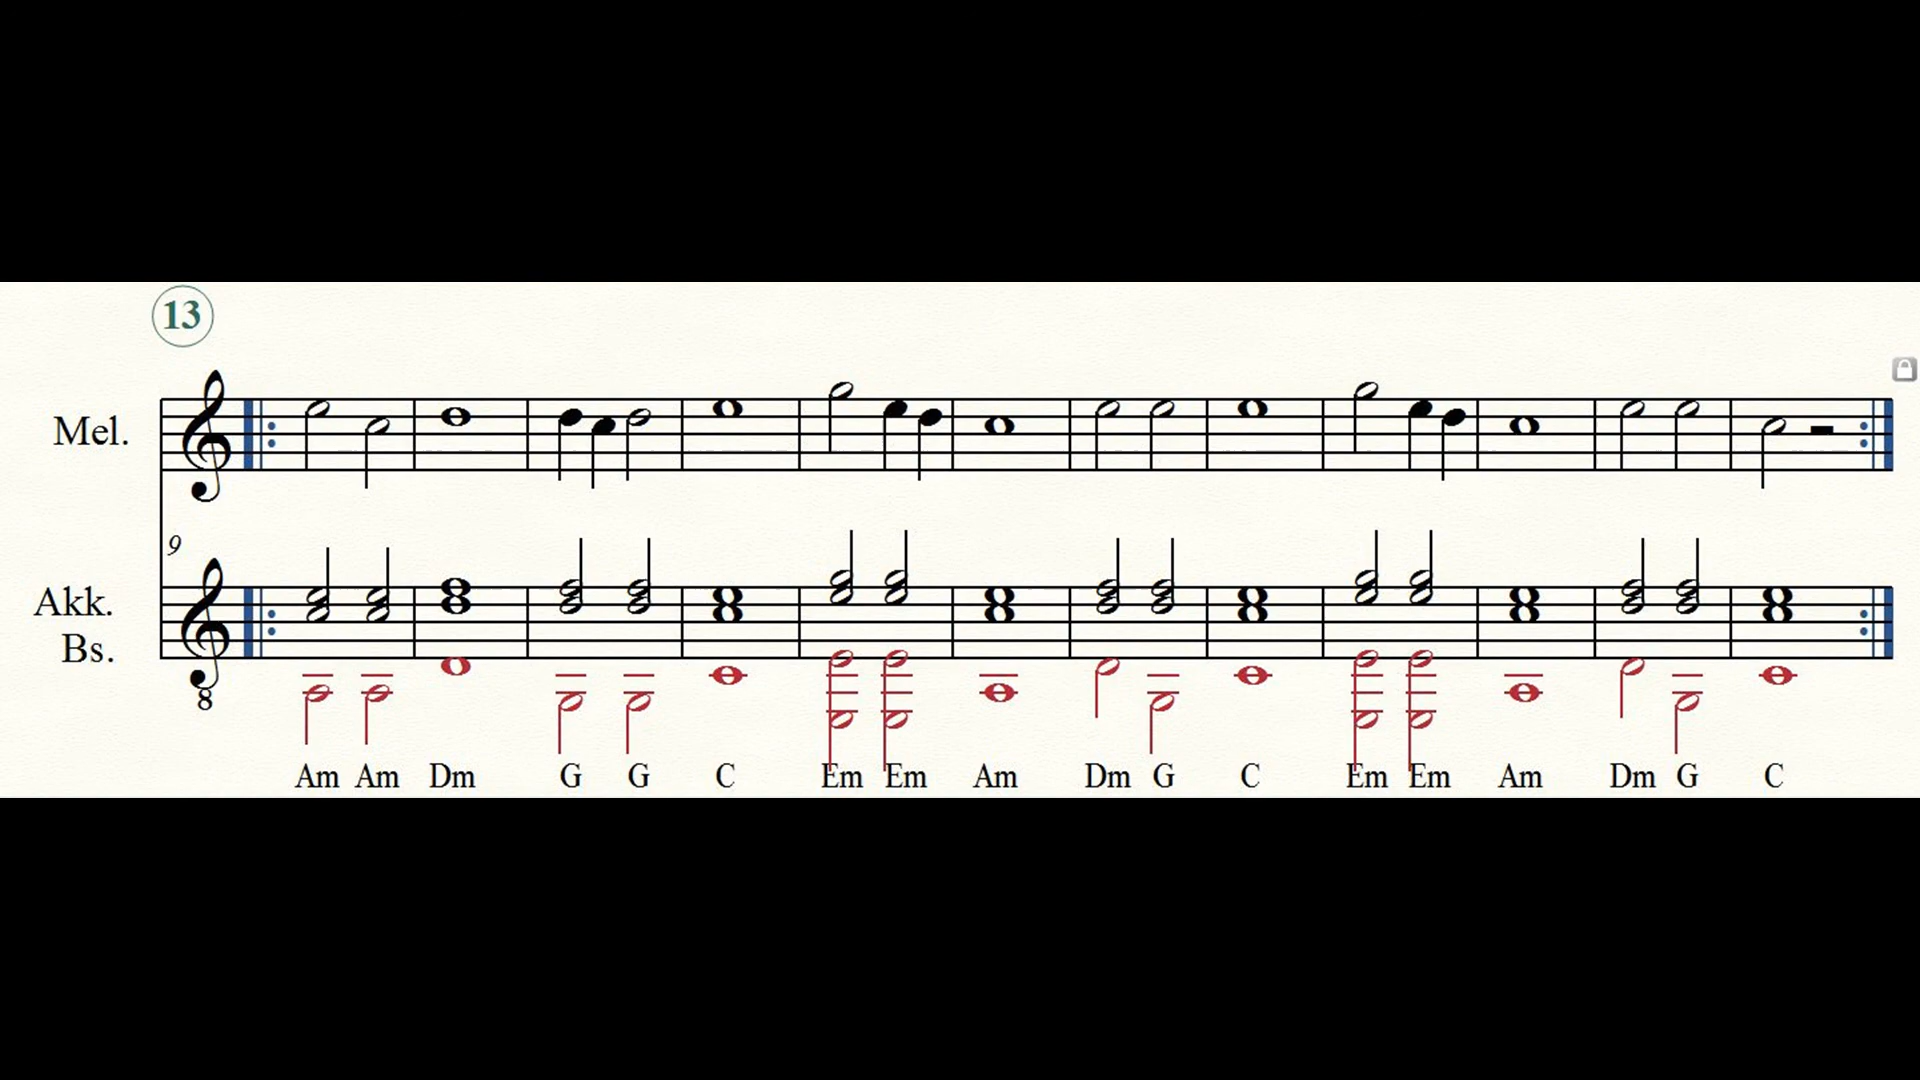 13
Mel.
9
Akk.
Bs.
8
Am Am Dm G G C Em Em Am Dm G C Em Em Am Dm G C